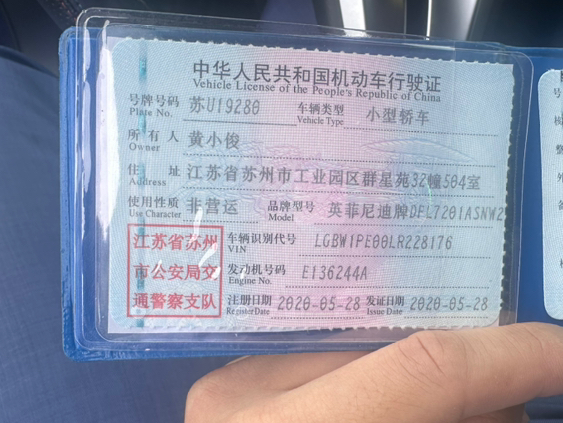 中华人民共和国机动车行驶证
Vehicle License of the People's Republic of China
号牌号码 苏U19280 车辆类型 小型轿车
Plate No. Vehicle Type
所有人 黄小俊
Owner
住址 江苏省苏州市工业园区群星苑32幢504室
Address
使用性质 非营运 品牌型号 英菲尼迪牌DFL7201ASNW2
Use Character Model
江苏省苏州 车辆识别代号 LGBW1PE00LR228176
VIN
市公安局交 发动机号码 E136244A
Engine No.
通警察支队 注册日期 2020-05-28 发证日期 2020-05-28
Register Date Issue Date